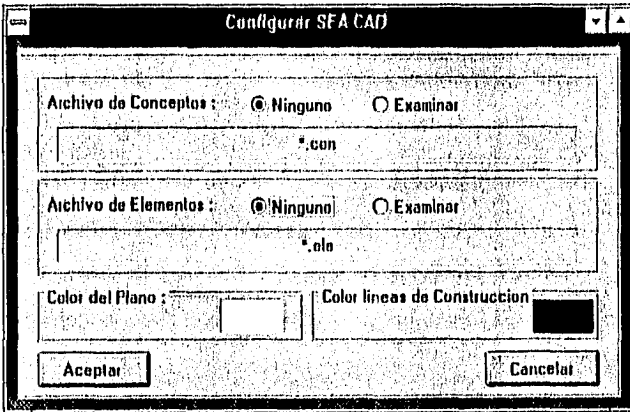 Configurar SEA CAD
Archivo de Conceptos : Ninguno Examinar
*.con
Archivo de Elementos : Ninguno Examinar
*.ele
Color del Plano : Color lineas de Construccion
Aceptar Cancelar